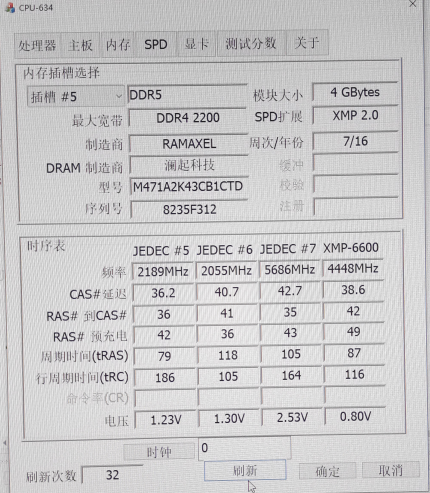 CPU-634
处理器 主板 内存 SPD 显卡 测试分数 关于
内存插槽选择
插槽 #5 DDR5 模块大小 4 GBytes
最大宽带 DDR4 2200 SPD扩展 XMP 2.0
制造商 RAMAXEL 周次/年份 7/16
DRAM 制造商 澜起科技 缓冲
型号 M471A2K43CB1CTD 校验
序列号 8235F312 注册
时序表
JEDEC #5 JEDEC #6 JEDEC #7 XMP-6600
频率 2189MHz 2055MHz 5686MHz 4448MHz
CAS# 延迟 36.2 40.7 42.7 38.6
RAS# 到CAS# 36 41 35 42
RAS# 预充电 42 36 43 49
周期时间(tRAS) 79 118 105 87
行周期时间(tRC) 186 105 164 116
命令率(CR)
电压 1.23V 1.30V 2.53V 0.80V
时钟 0
刷新次数 32 刷新 确定 取消